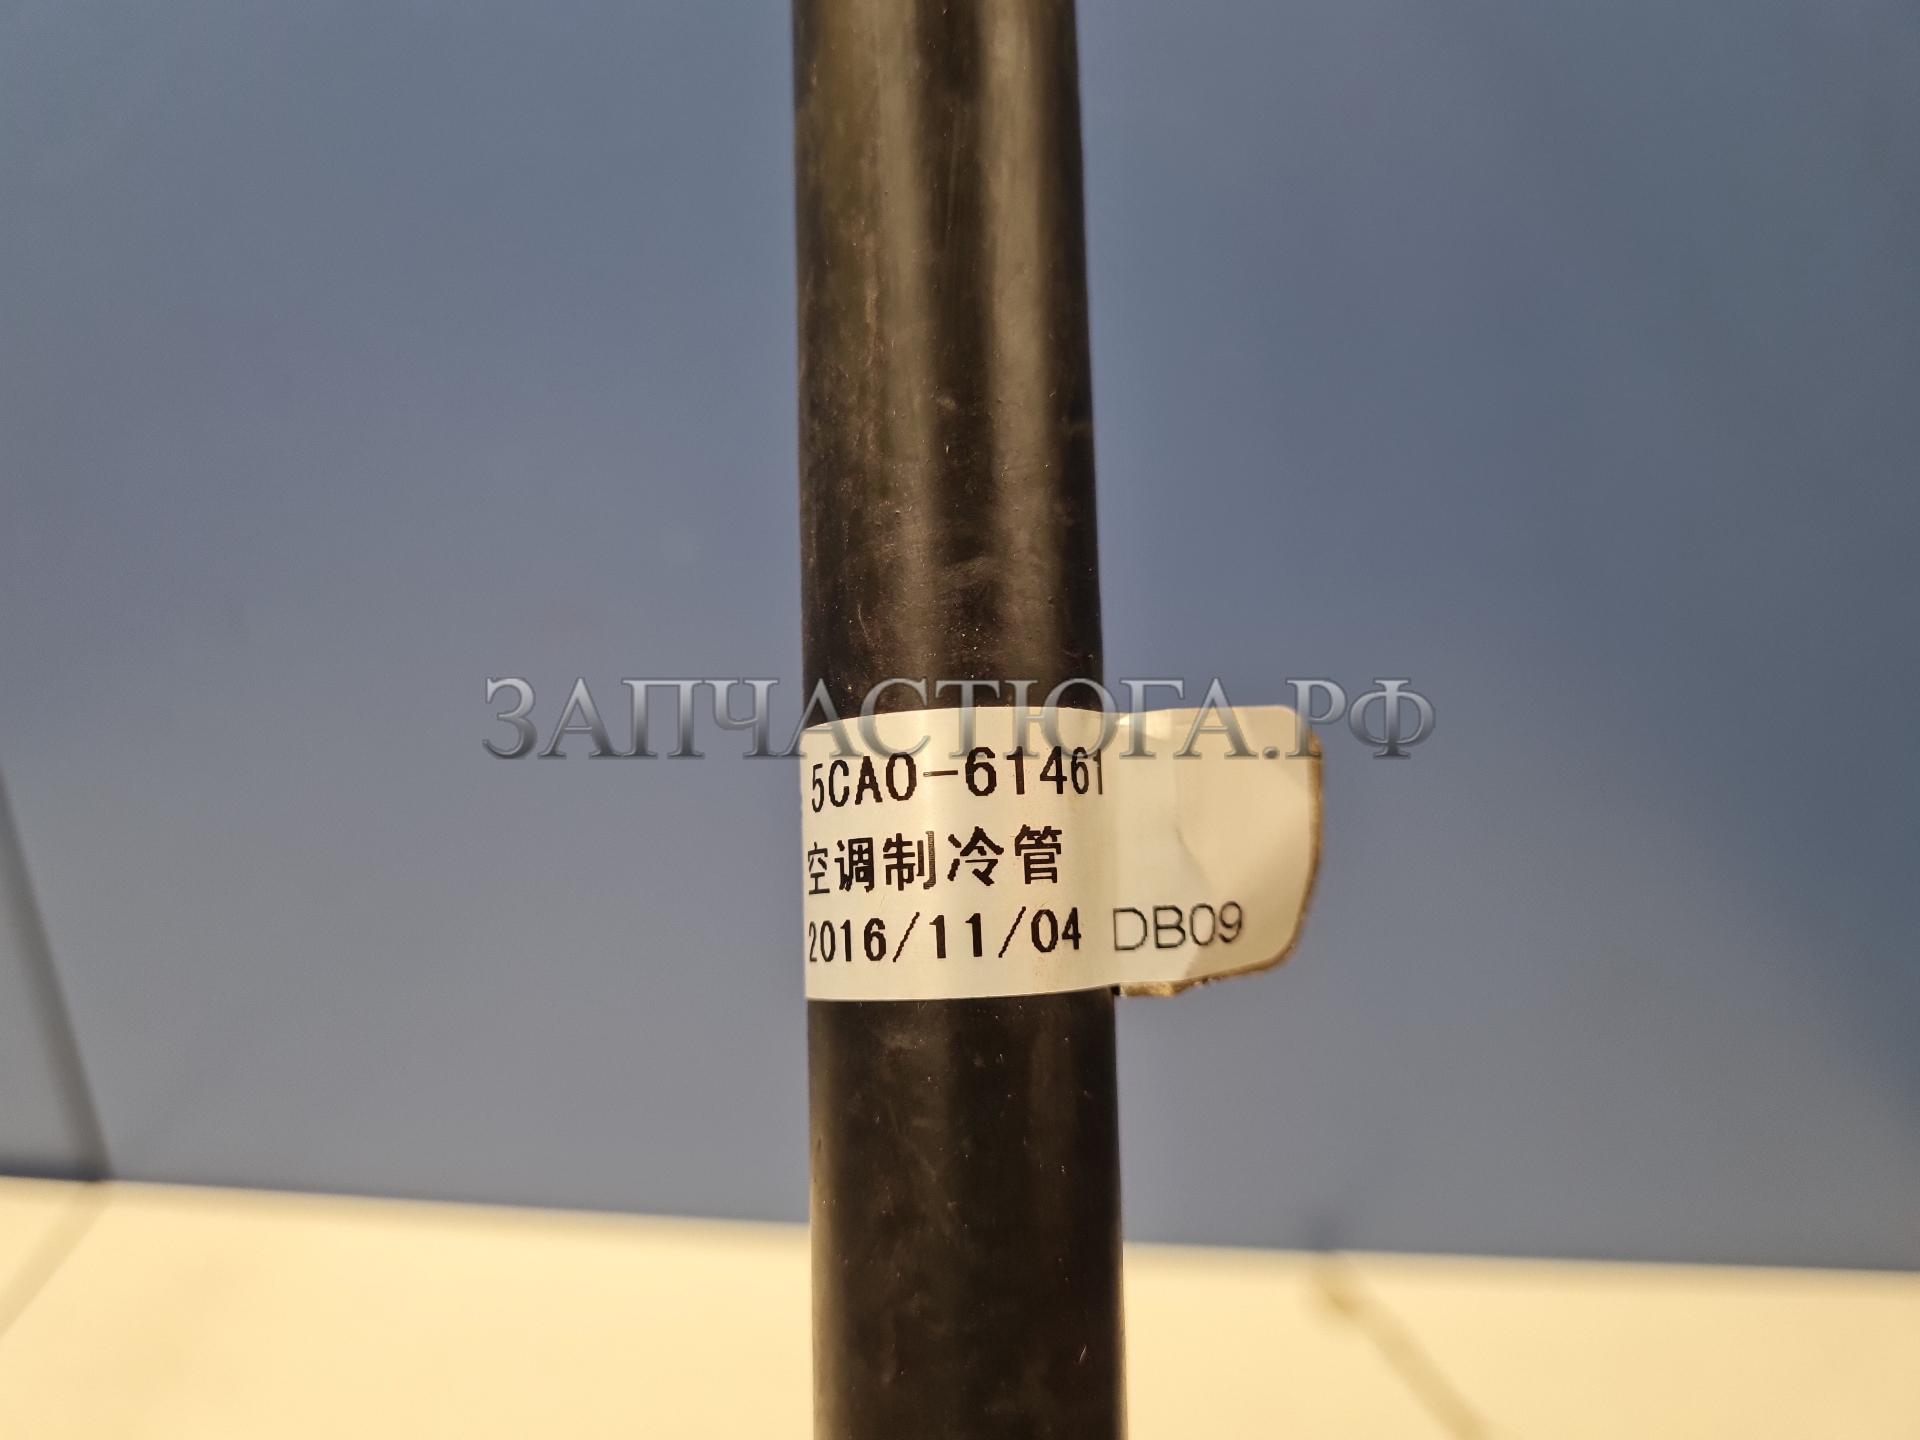 ЗАПЧАСТЮГА.РФ
5CA0-61461
空调制冷管
2016/11/04 DB09